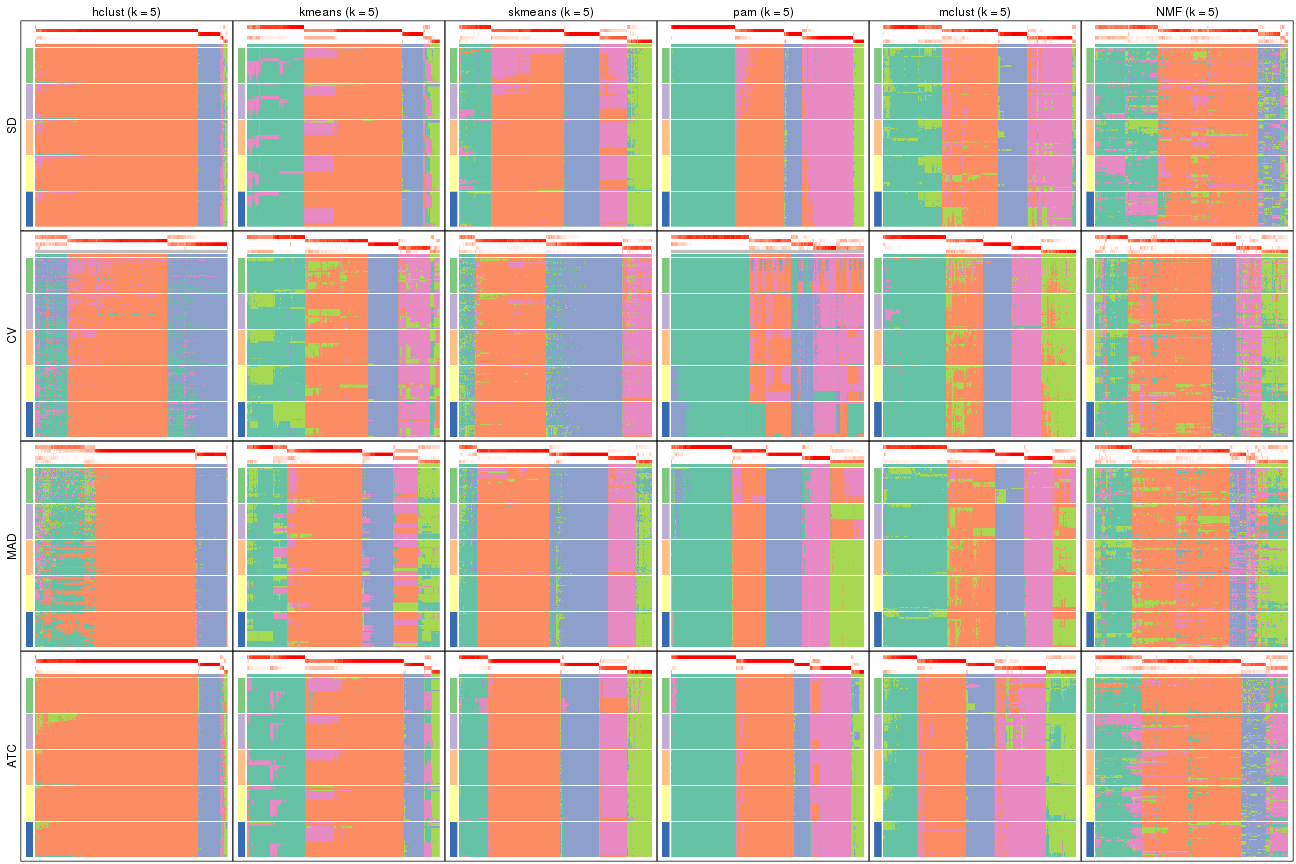 hclust (k = 5) kmeans (k = 5) skmeans (k = 5) pam (k = 5) mclust (k = 5) NMF (k = 5)
SD
CV
MAD
ATC